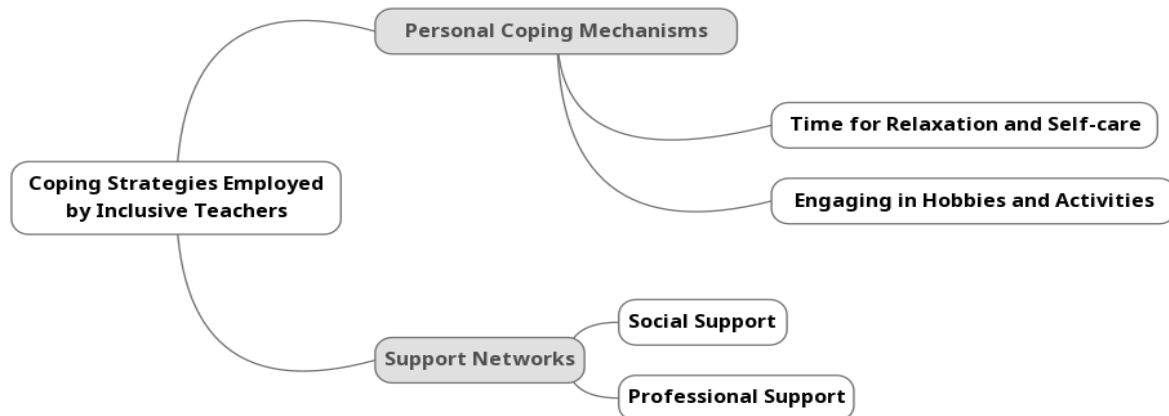 Personal Coping Mechanisms
Time for Relaxation and Self-care
Coping Strategies Employed
by Inclusive Teachers
Engaging in Hobbies and Activities
Social Support
Support Networks
Professional Support